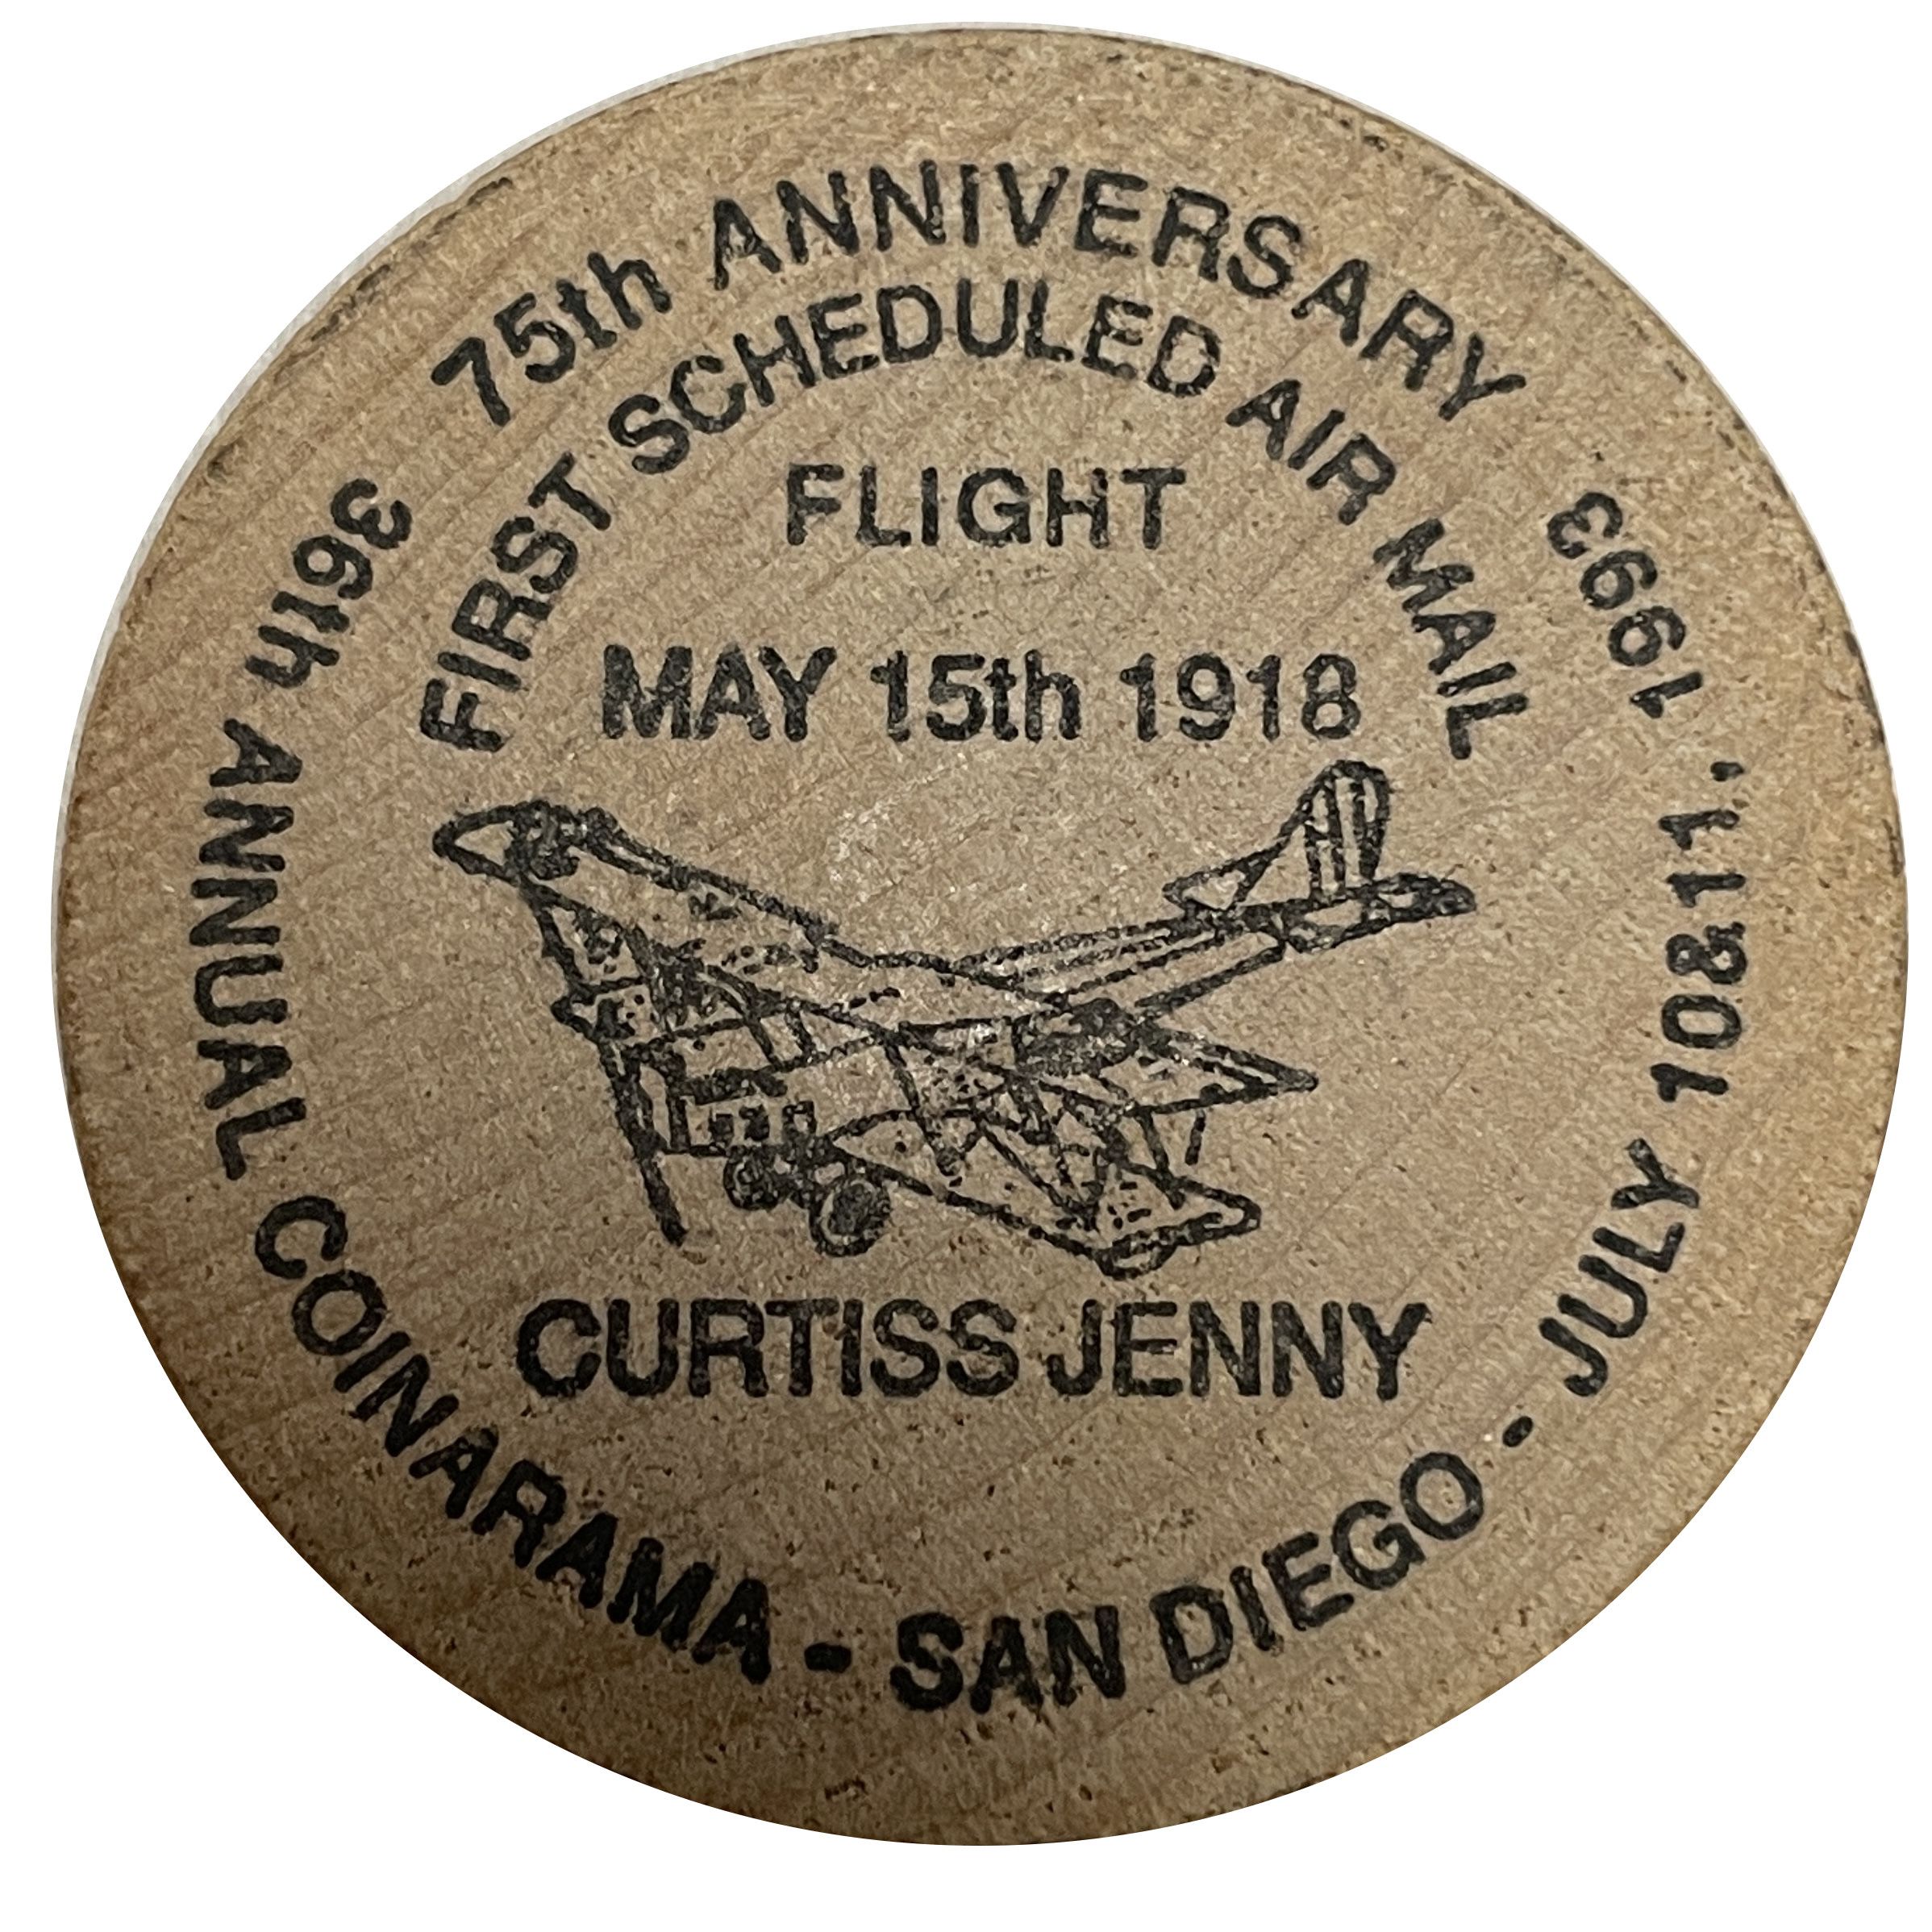 75th ANNIVERSARY
FIRST SCHEDULED AIR MAIL
FLIGHT
MAY 15th 1918
CURTISS JENNY
36th ANNUAL COINARAMA - SAN DIEGO - JULY 10&11, 1993